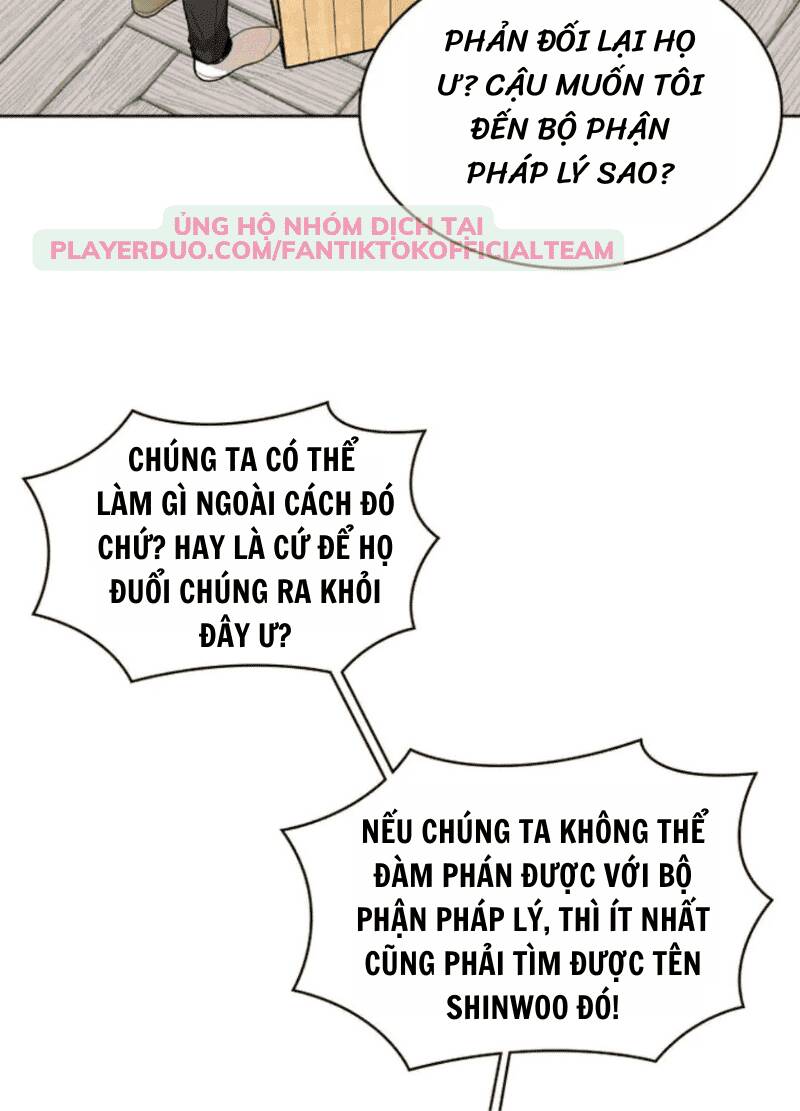 PHẢN ĐỐI LẠI HỌ
Ư? CẬU MUỐN TÔI
ĐẾN BỘ PHẬN
PHÁP LÝ SAO?
ỦNG HỘ NHÓM DỊCH TẠI
PLAYERDUO.COM/FANTIKTOKOFFICIALTEAM
CHÚNG TA CÓ THỂ
LÀM GÌ NGOÀI CÁCH ĐÓ
CHỨ? HAY LÀ CỨ ĐỂ HỌ
ĐUỔI CHÚNG RA KHỎI
ĐÂY Ư?
NẾU CHÚNG TA KHÔNG THỂ
ĐÀM PHÁN ĐƯỢC VỚI BỘ
PHẬN PHÁP LÝ, THÌ ÍT NHẤT
CŨNG PHẢI TÌM ĐƯỢC TÊN
SHINWOO ĐÓ!